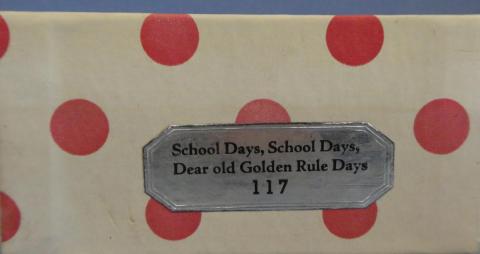 School Days, School Days,
Dear old Golden Rule Days
117